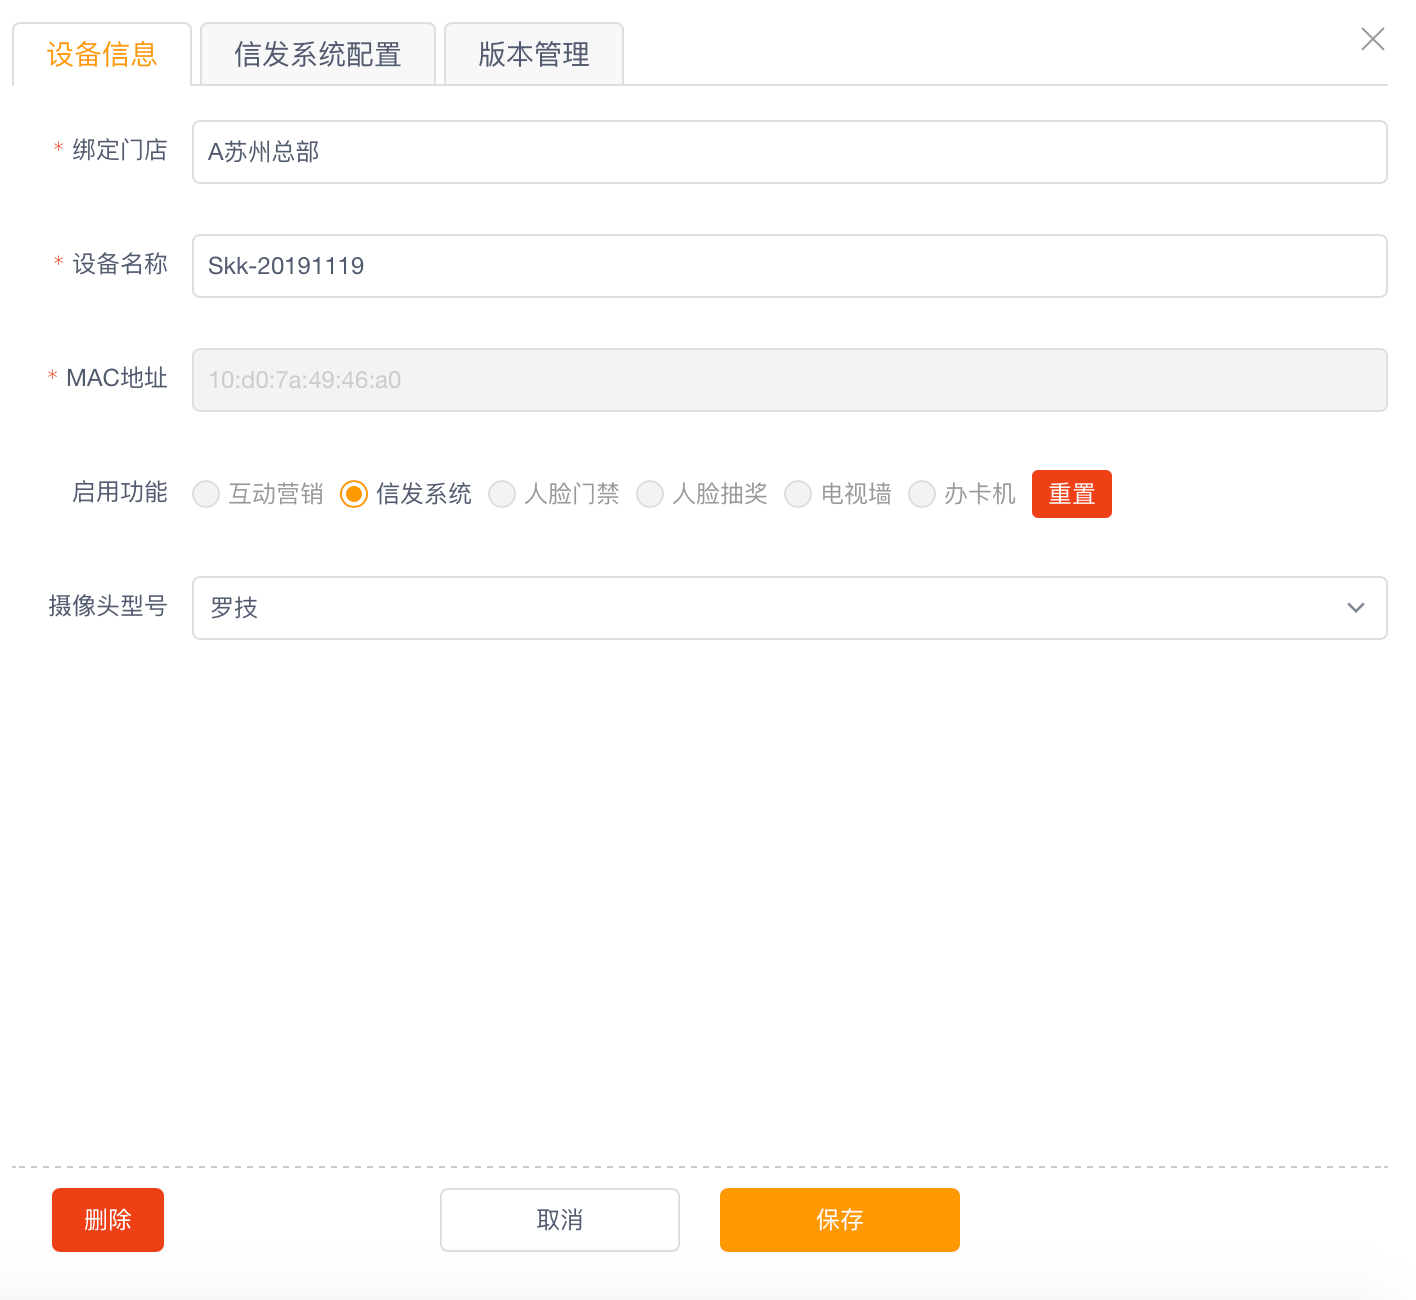 设备信息 信发系统配置 版本管理
* 绑定门店 A苏州总部
* 设备名称 Skk-20191119
* MAC地址 10:d0:7a:49:46:a0
启用功能 互动营销 信发系统 人脸门禁 人脸抽奖 电视墙 办卡机 重置
摄像头型号 罗技
删除 取消 保存